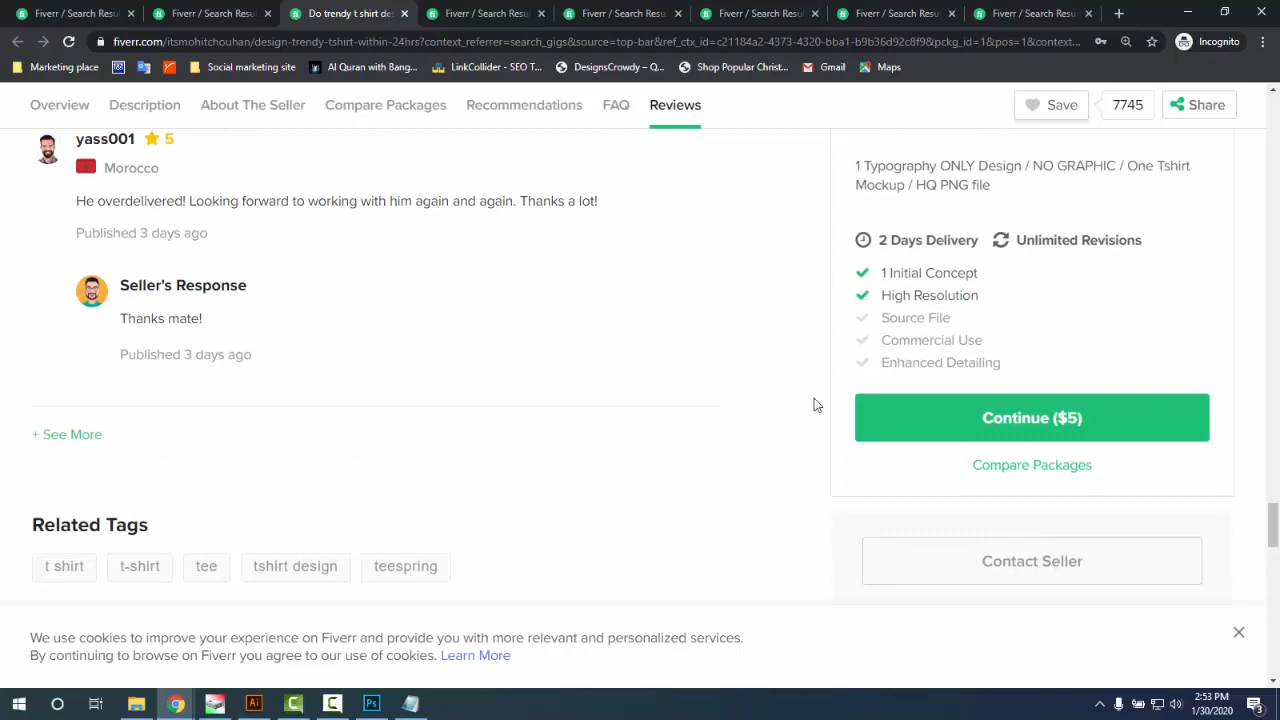 Fiverr / Search Resu
Fiverr / Search Resu
Do trendy t shirt des
Fiverr / Search Resu
Fiverr / Search Resu
Fiverr / Search Resu
Fiverr / Search Resu
Fiverr / Search Resu
fiverr.com/itsmohitchouhan/design-trendy-tshirt-within-24hrs?context_referrer=search_gigs&source=top-bar&ref_ctx_id=c21184a2-4373-4320-bba1-b9b36d92c8f9&pckg_id=1&pos=1&context...
Incognito
Marketing place
Social marketing site
Al Quran with Bang...
LinkCollider - SEO T...
DesignsCrowdy – Q...
Shop Popular Christ...
Gmail
Maps
Overview
Description
About The Seller
Compare Packages
Recommendations
FAQ
Reviews
Save
7745
Share
yass001 5
Morocco
He overdelivered! Looking forward to working with him again and again. Thanks a lot!
Published 3 days ago
Seller's Response
Thanks mate!
Published 3 days ago
+ See More
Related Tags
t shirt
t-shirt
tee
tshirt design
teespring
1 Typography ONLY Design / NO GRAPHIC / One Tshirt
Mockup / HQ PNG file
2 Days Delivery
Unlimited Revisions
1 Initial Concept
High Resolution
Source File
Commercial Use
Enhanced Detailing
Continue ($5)
Compare Packages
Contact Seller
We use cookies to improve your experience on Fiverr and provide you with more relevant and personalized services.
By continuing to browse on Fiverr you agree to our use of cookies. Learn More
2:53 PM
1/30/2020